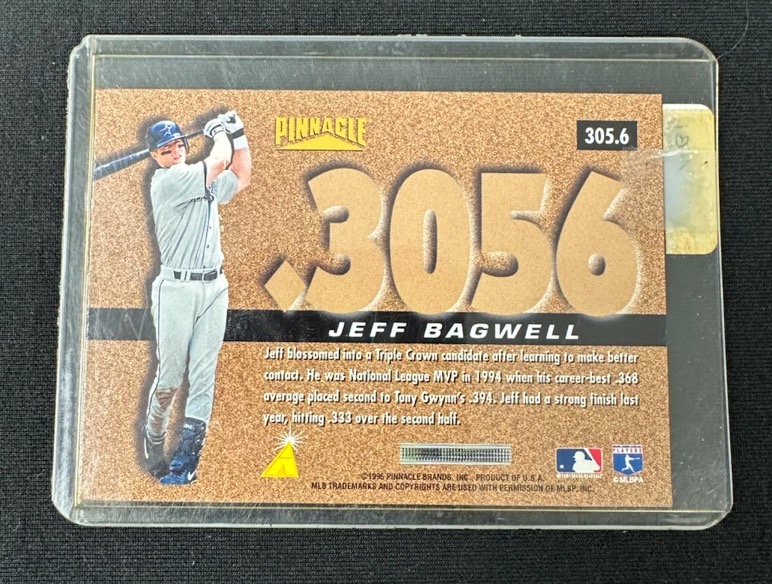 PINNACLE
305.6
.3056
JEFF BAGWELL
Jeff blossomed into a Triple Crown candidate after learning to make better
contact. He was National League MVP in 1994 when his career-best .368
average placed second to Tony Gwynn's .394. Jeff had a strong finish last
year, hitting .333 over the second half.
PLAYERS
© MLBPA
©1996 PINNACLE BRANDS, INC., PRODUCT OF U.S.A.
MLB TRADEMARKS AND COPYRIGHTS ARE USED WITH PERMISSION OF MLBP, INC.